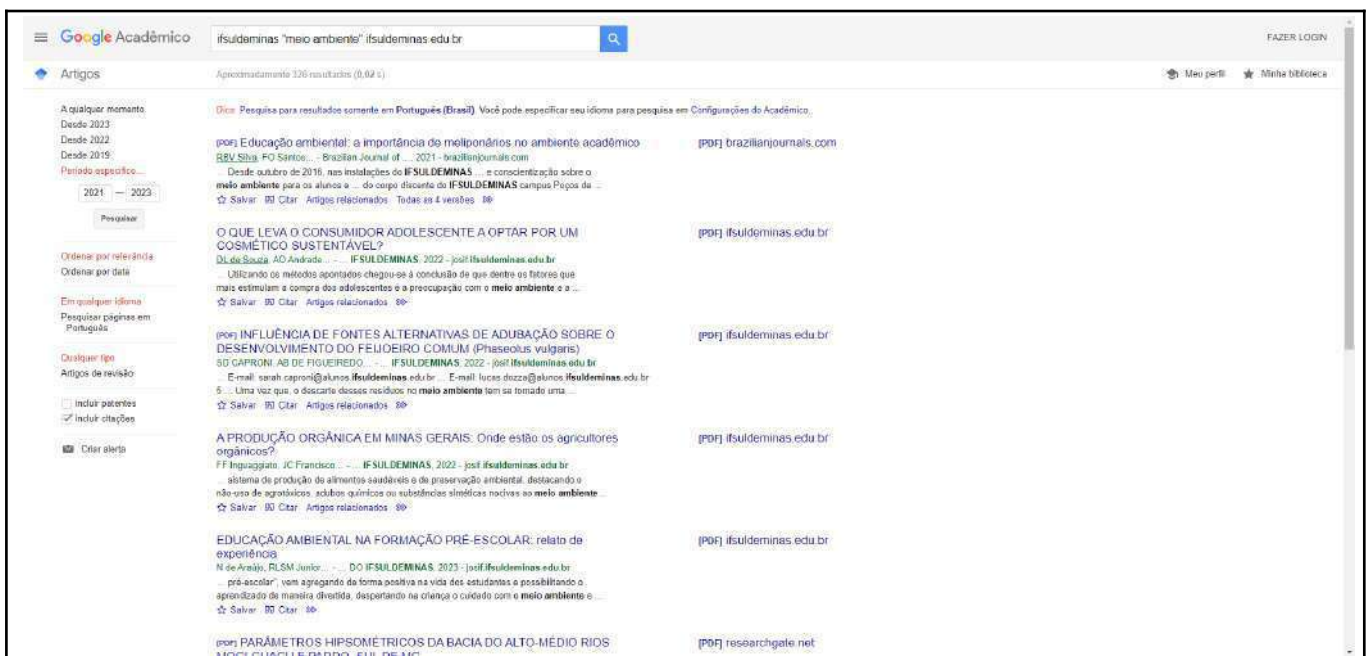 Google Acadêmico
ifsuldeminas "meio ambiente" ifsuldeminas.edu.br
FAZER LOGIN
Artigos
Aproximadamente 136 resultados (0,02 s)
Meu perfil
Minha biblioteca
A qualquer momento
Desde 2023
Desde 2022
Desde 2019
Período específico...
2021 — 2023
Pesquisar
Ordenar por relevância
Ordenar por data
Em qualquer idioma
Pesquisar páginas em
Português
Qualquer tipo
Artigos de revisão
Incluir patentes
Incluir citações
Criar alerta
Dica: Pesquisa para resultados somente em Português (Brasil). Você pode especificar seu idioma para pesquisa em Configurações do Acadêmico.
[PDF] Educação ambiental: a importância de meliponários no ambiente acadêmico
[PDF] brazilianjournals.com
RBV Silva, FO Santos... - Brazilian Journal of ..., 2021 - brazilianjournals.com
... Desde outubro de 2016, nas instalações do IFSULDEMINAS ... e conscientização sobre o
meio ambiente para os alunos e ... do corpo discente do IFSULDEMINAS campus Poços de ...
Salvar Citar Artigos relacionados Todas as 4 versões
O QUE LEVA O CONSUMIDOR ADOLESCENTE A OPTAR POR UM
COSMÉTICO SUSTENTÁVEL?
[PDF] ifsuldeminas.edu.br
DL de Souza, AO Andrade... - ... IFSULDEMINAS, 2022 - josif.ifsuldeminas.edu.br
... Utilizando os métodos apontados chegou-se à conclusão de que dentre os fatores que
mais estimulam a compra dos adolescentes é a preocupação com o meio ambiente e a ...
Salvar Citar Artigos relacionados
[PDF] INFLUÊNCIA DE FONTES ALTERNATIVAS DE ADUBAÇÃO SOBRE O
DESENVOLVIMENTO DO FEIJOEIRO COMUM (Phaseolus vulgaris)
[PDF] ifsuldeminas.edu.br
SD CAPRONI, AB DE FIGUEIREDO... - ... IFSULDEMINAS, 2022 - josif.ifsuldeminas.edu.br
... E-mail: sarah.caproni@alunos.ifsuldeminas.edu.br ... E-mail: lucas.dozza@alunos.ifsuldeminas.edu.br
5 ... Uma vez que, o descarte desses resíduos no meio ambiente tem se tornado uma ...
Salvar Citar Artigos relacionados
A PRODUÇÃO ORGÂNICA EM MINAS GERAIS: Onde estão os agricultores
orgânicos?
[PDF] ifsuldeminas.edu.br
FF Inguaggiato, JC Francisco... - ... IFSULDEMINAS, 2022 - josif.ifsuldeminas.edu.br
... sistema de produção de alimentos saudáveis e de preservação ambiental, destacando o
não-uso de agrotóxicos, adubos químicos ou substâncias sintéticas nocivas ao meio ambiente ...
Salvar Citar Artigos relacionados
EDUCAÇÃO AMBIENTAL NA FORMAÇÃO PRÉ-ESCOLAR: relato de
experiência
[PDF] ifsuldeminas.edu.br
N de Araújo, RLSM Junior... - ... DO IFSULDEMINAS, 2023 - josif.ifsuldeminas.edu.br
... pré-escolar", vem agregando de forma positiva na vida dos estudantes e possibilitando o
aprendizado de maneira divertida, despertando na criança o cuidado com o meio ambiente e ...
Salvar Citar
[PDF] PARÂMETROS HIPSOMÉTRICOS DA BACIA DO ALTO-MÉDIO RIOS
[PDF] researchgate.net